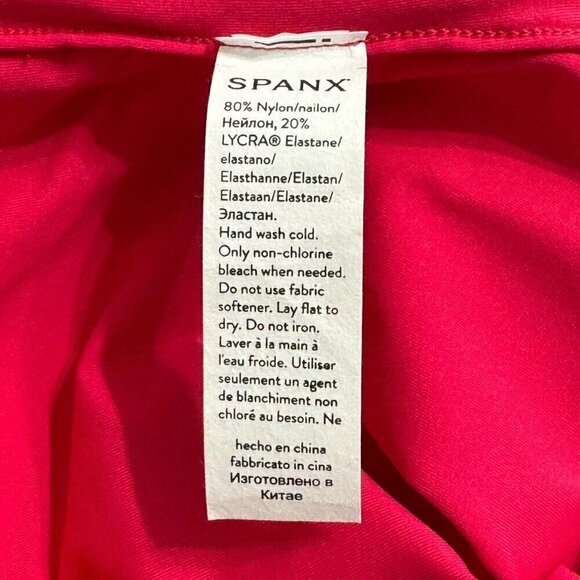 SPANX
80% Nylon/nailon/
Нейлон, 20%
LYCRA® Elastane/
elastano/
Elasthanne/Elastan/
Elastaan/Elastane/
Эластан.
Hand wash cold.
Only non-chlorine
bleach when needed.
Do not use fabric
softener. Lay flat to
dry. Do not iron.
Laver à la main à
l'eau froide. Utiliser
seulement un agent
de blanchiment non
chloré au besoin. Ne
hecho en china
fabbricato in cina
Изготовлено в
Китае